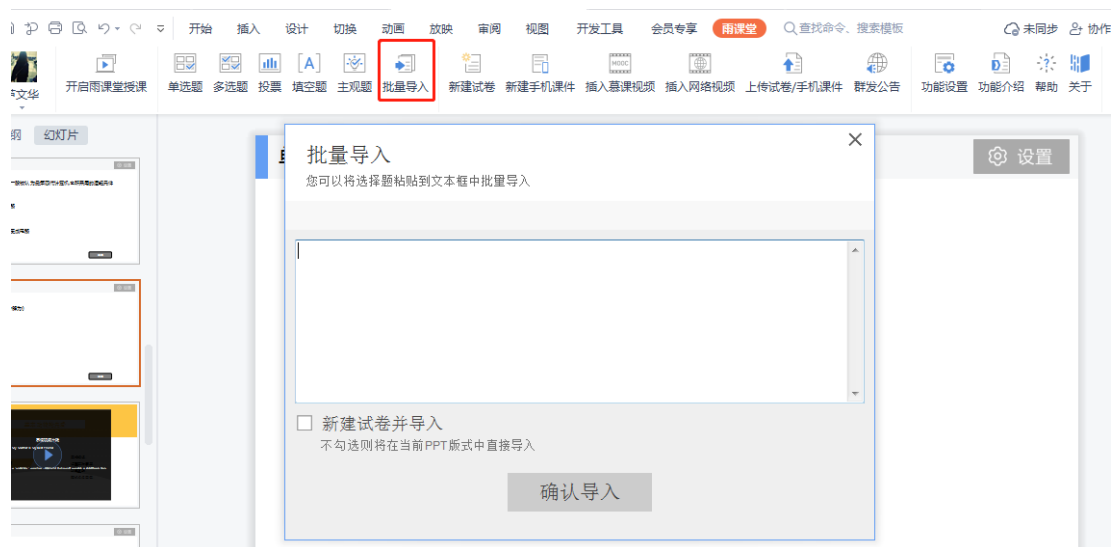 开始 插入 设计 切换 动画 放映 审阅 视图 开发工具 会员专享 雨课堂 查找命令、搜索模板 未同步 协作
文华 开启雨课堂授课 单选题 多选题 投票 填空题 主观题 批量导入 新建试卷 新建手机课件 插入慕课视频 插入网络视频 上传试卷/手机课件 群发公告 功能设置 功能介绍 帮助 关于
纲 幻灯片
批量导入
您可以将选择题粘贴到文本框中批量导入
设置
新建试卷并导入
不勾选则将在当前PPT版式中直接导入
确认导入